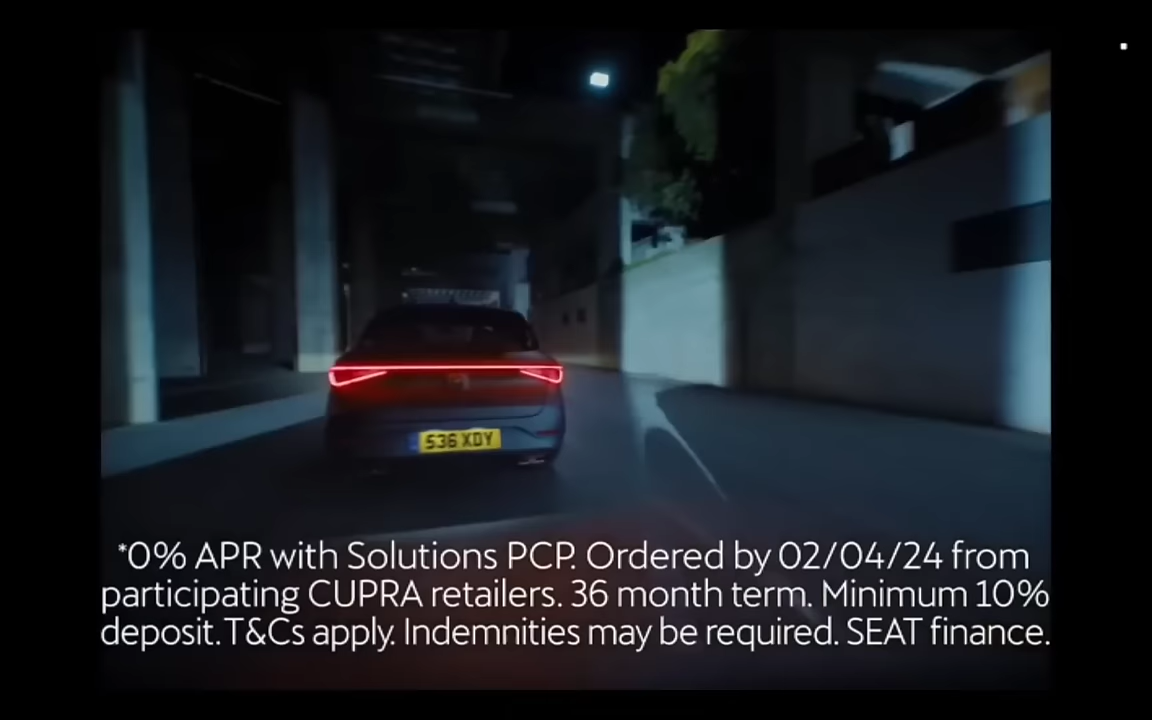 536 XDY
*0% APR with Solutions PCP. Ordered by 02/04/24 from
participating CUPRA retailers. 36 month term. Minimum 10%
deposit. T&Cs apply. Indemnities may be required. SEAT finance.